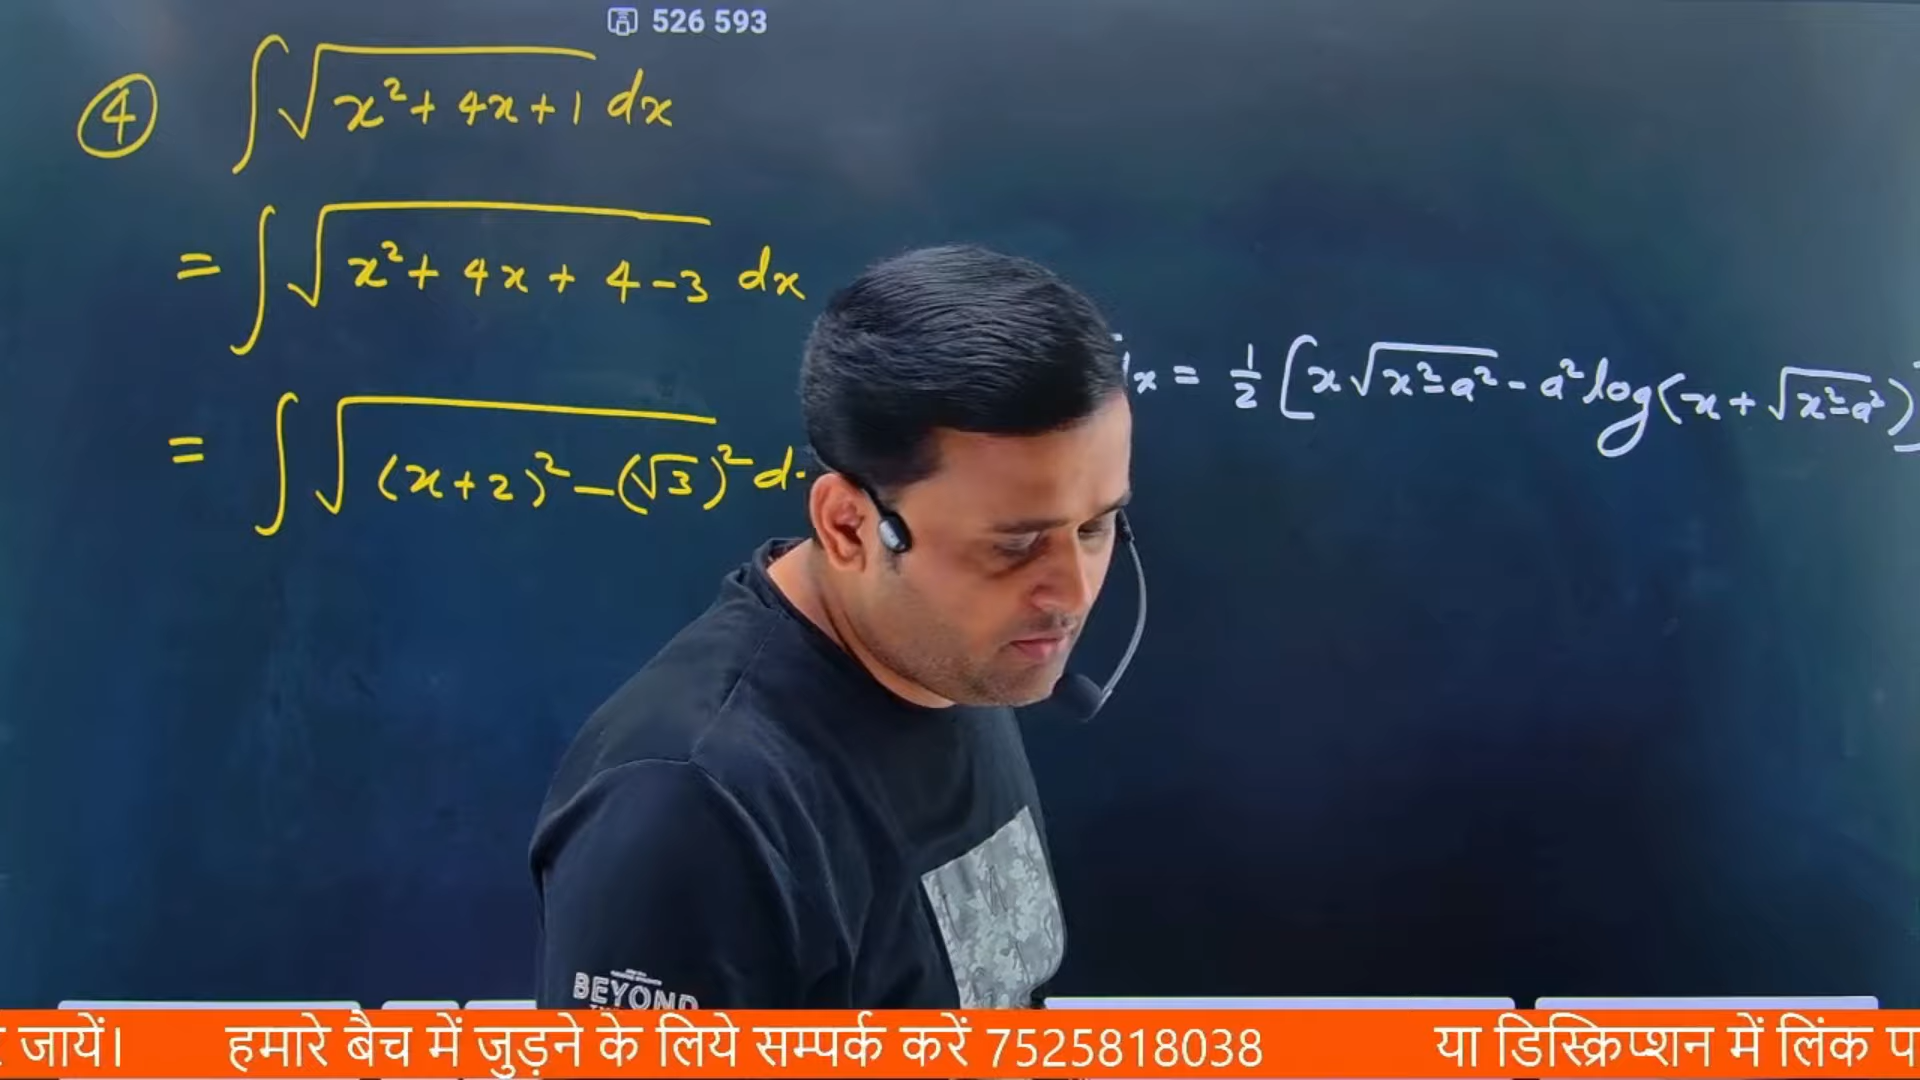 526 593
④ ∫√(x²+4x+1) dx
= ∫√(x²+4x+4-3) dx
= ∫√((x+2)²-(√3)²) d
x = 1/2 [x√(x²-a²) - a² log(x+√(x²-a²))]
BEYOND
जायें। हमारे बैच में जुड़ने के लिये सम्पर्क करें 7525818038 या डिस्क्रिप्शन में लिंक